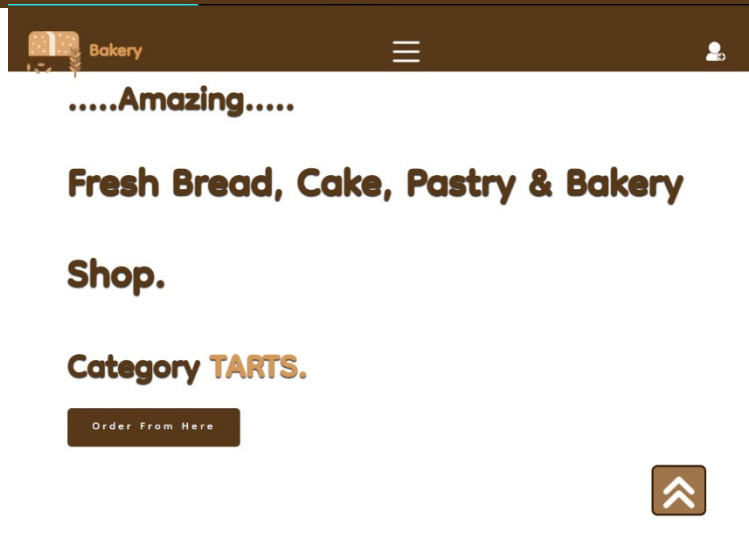 Bakery
.....Amazing.....
Fresh Bread, Cake, Pastry & Bakery
Shop.
Category TARTS.
Order From Here